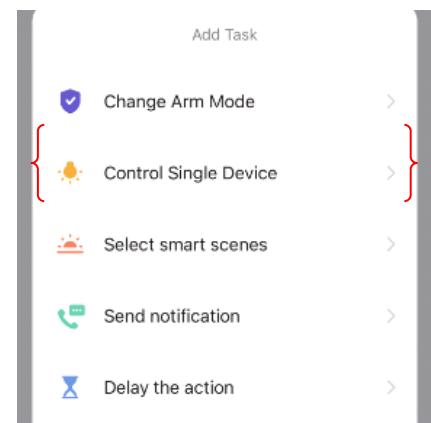 Add Task
Change Arm Mode
Control Single Device
Select smart scenes
Send notification
Delay the action